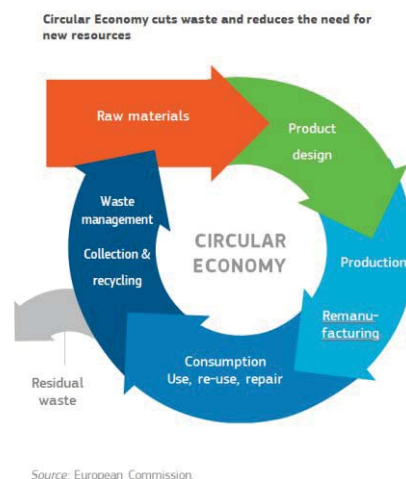 Circular Economy cuts waste and reduces the need for
new resources
Raw materials
Product
design
Production
Remanu-
facturing
Consumption
Use, re-use, repair
Waste
management
Collection &
recycling
Residual
waste
CIRCULAR
ECONOMY
Source: European Commission.